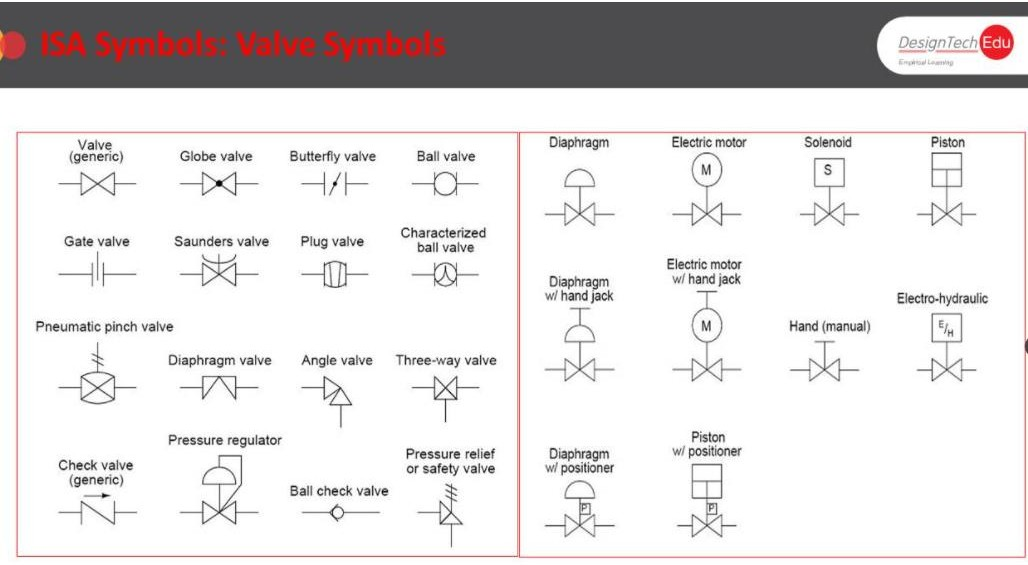 ISA Symbols: Valve Symbols
DesignTech Edu
Empirical Learning
Valve
(generic)
Globe valve
Butterfly valve
Ball valve
Gate valve
Saunders valve
Plug valve
Characterized
ball valve
Pneumatic pinch valve
Diaphragm valve
Angle valve
Three-way valve
Check valve
(generic)
Pressure regulator
Ball check valve
Pressure relief
or safety valve
Diaphragm
Electric motor
Solenoid
Piston
M
S
Diaphragm
w/ hand jack
Electric motor
w/ hand jack
Hand (manual)
Electro-hydraulic
M
E/H
Diaphragm
w/ positioner
Piston
w/ positioner
P
P